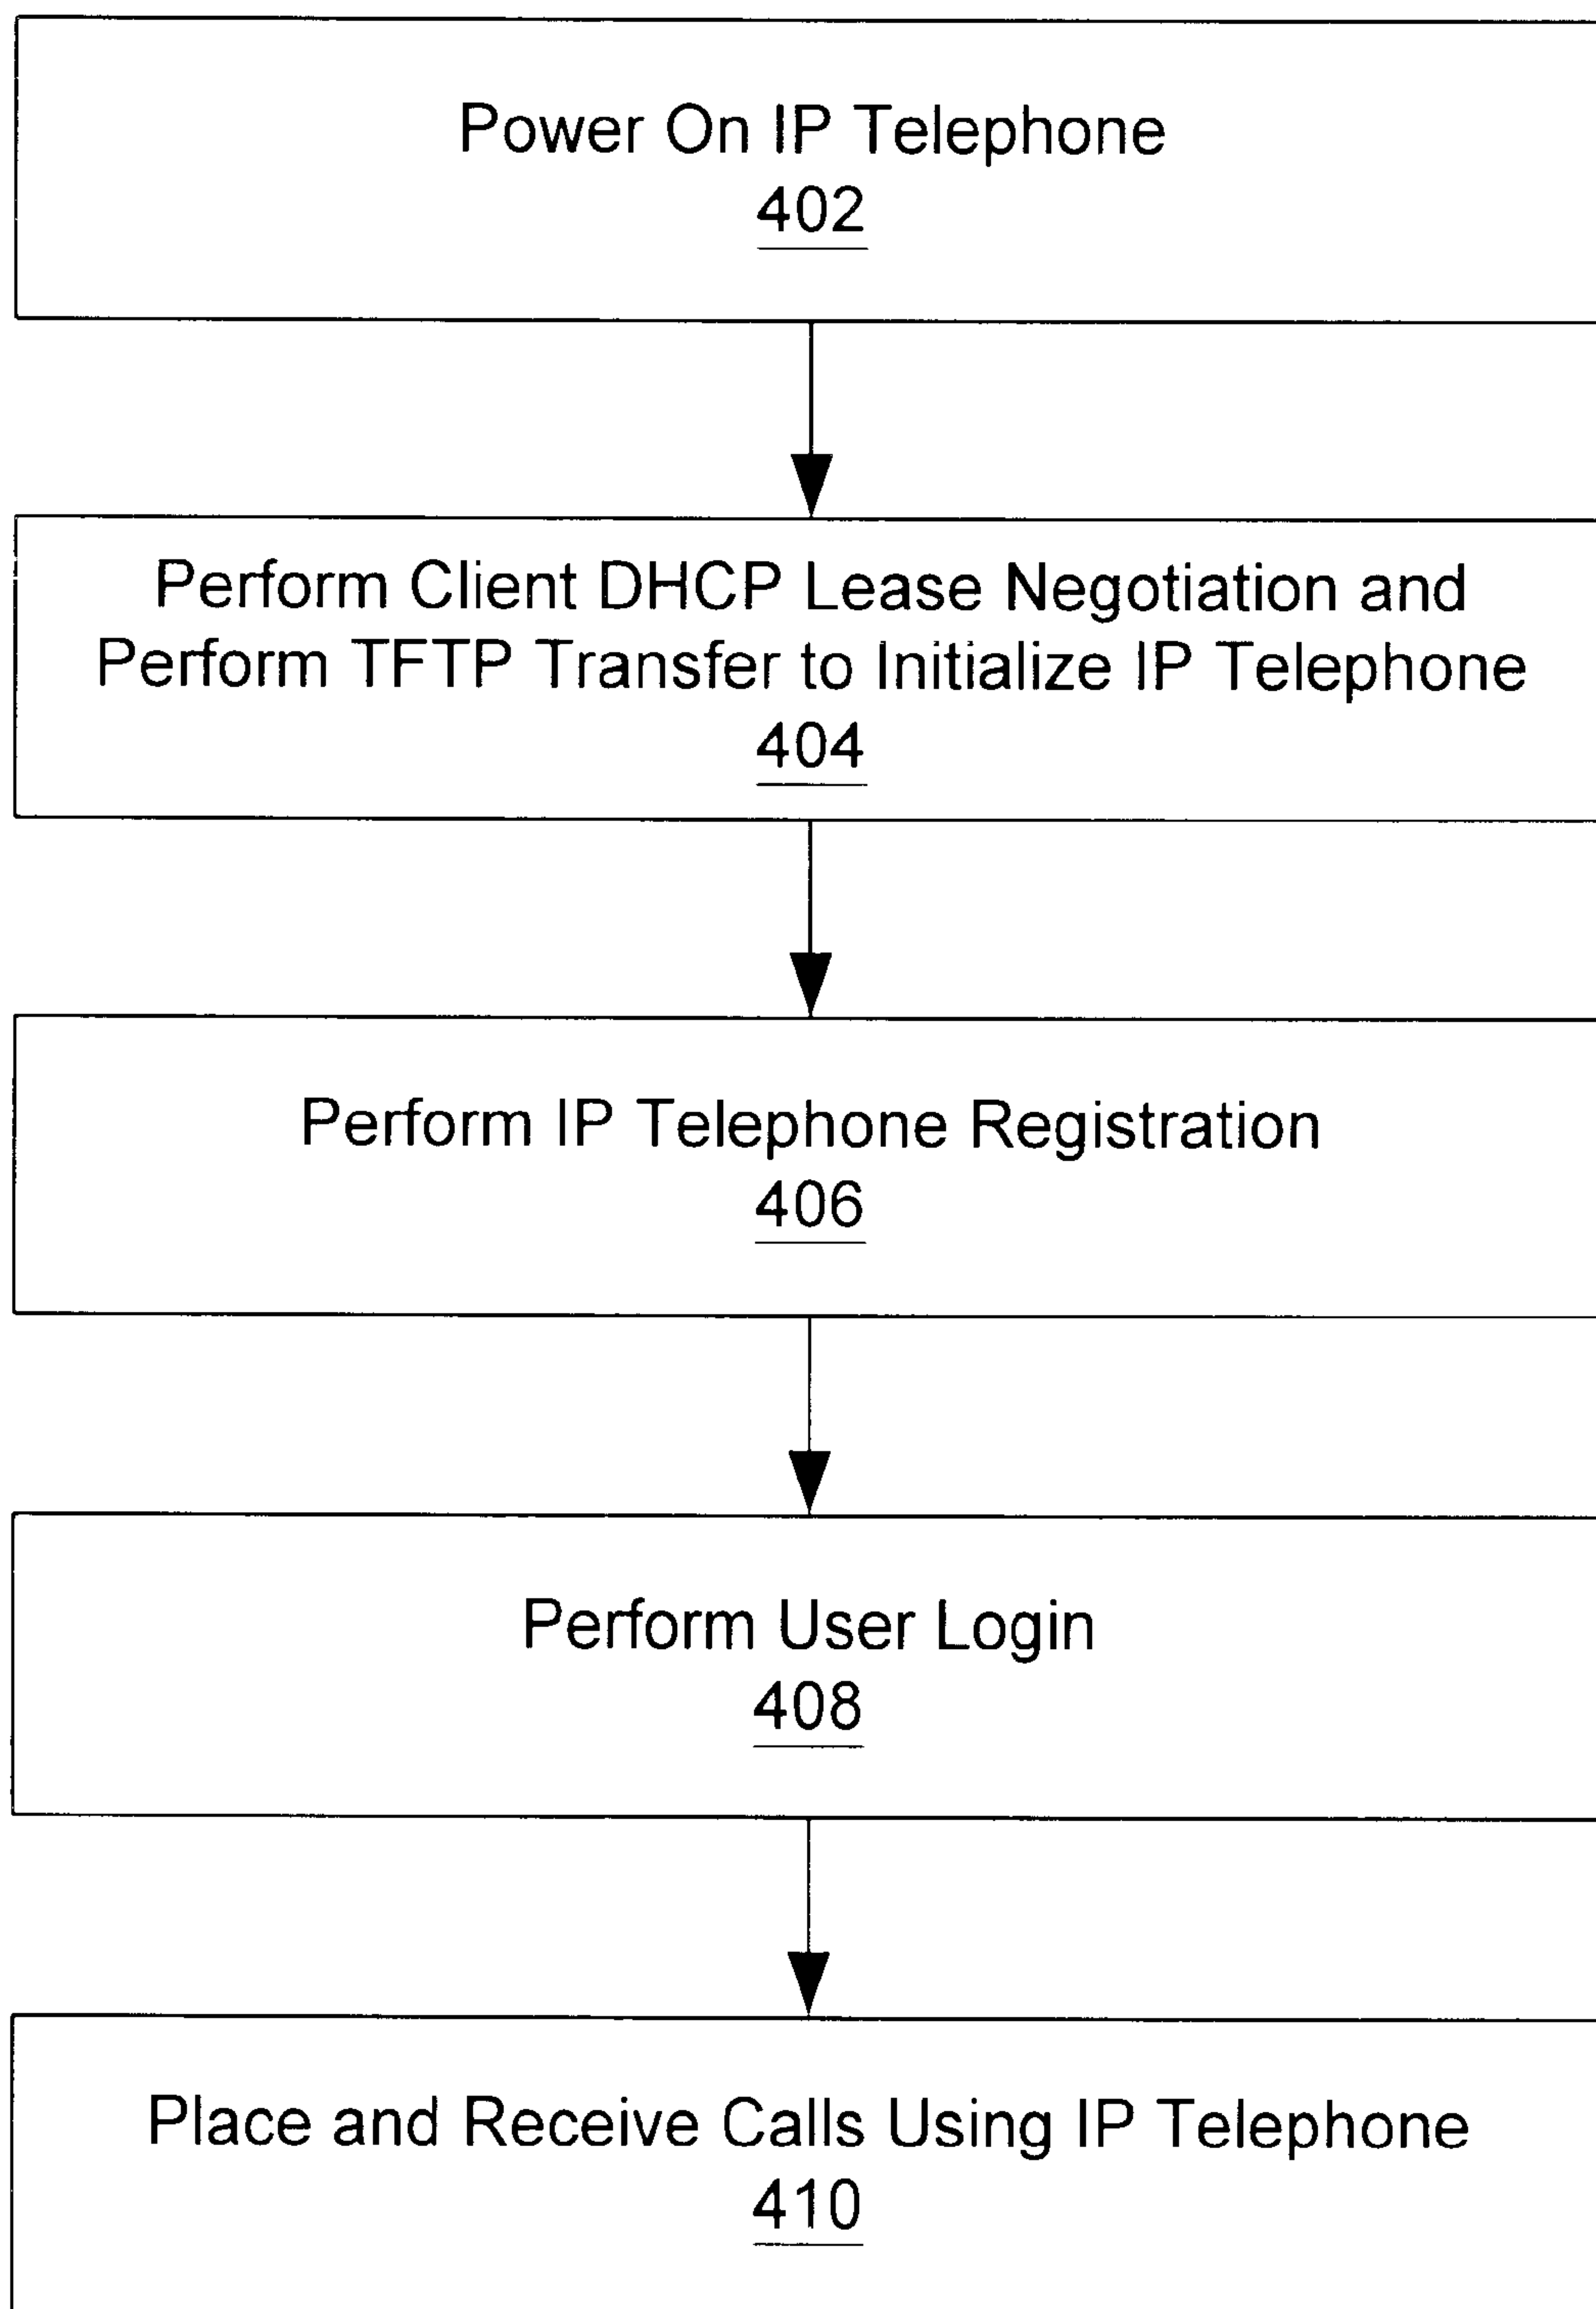 Power On IP Telephone
402
Perform Client DHCP Lease Negotiation and
Perform TFTP Transfer to Initialize IP Telephone
404
Perform IP Telephone Registration
406
Perform User Login
408
Place and Receive Calls Using IP Telephone
410